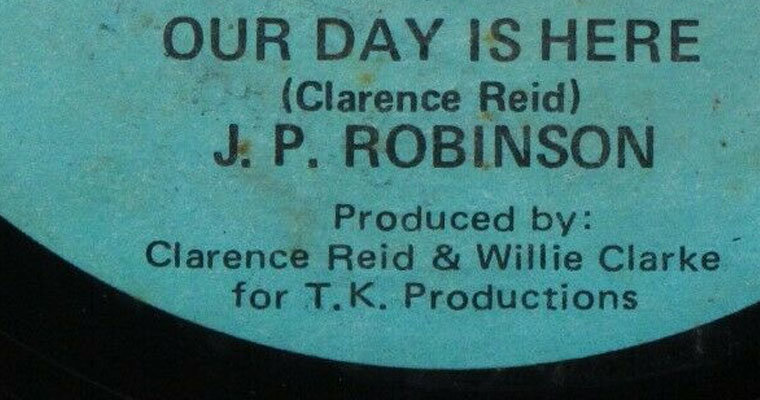 OUR DAY IS HERE
(Clarence Reid)
J. P. ROBINSON
Produced by:
Clarence Reid & Willie Clarke
for T.K. Productions